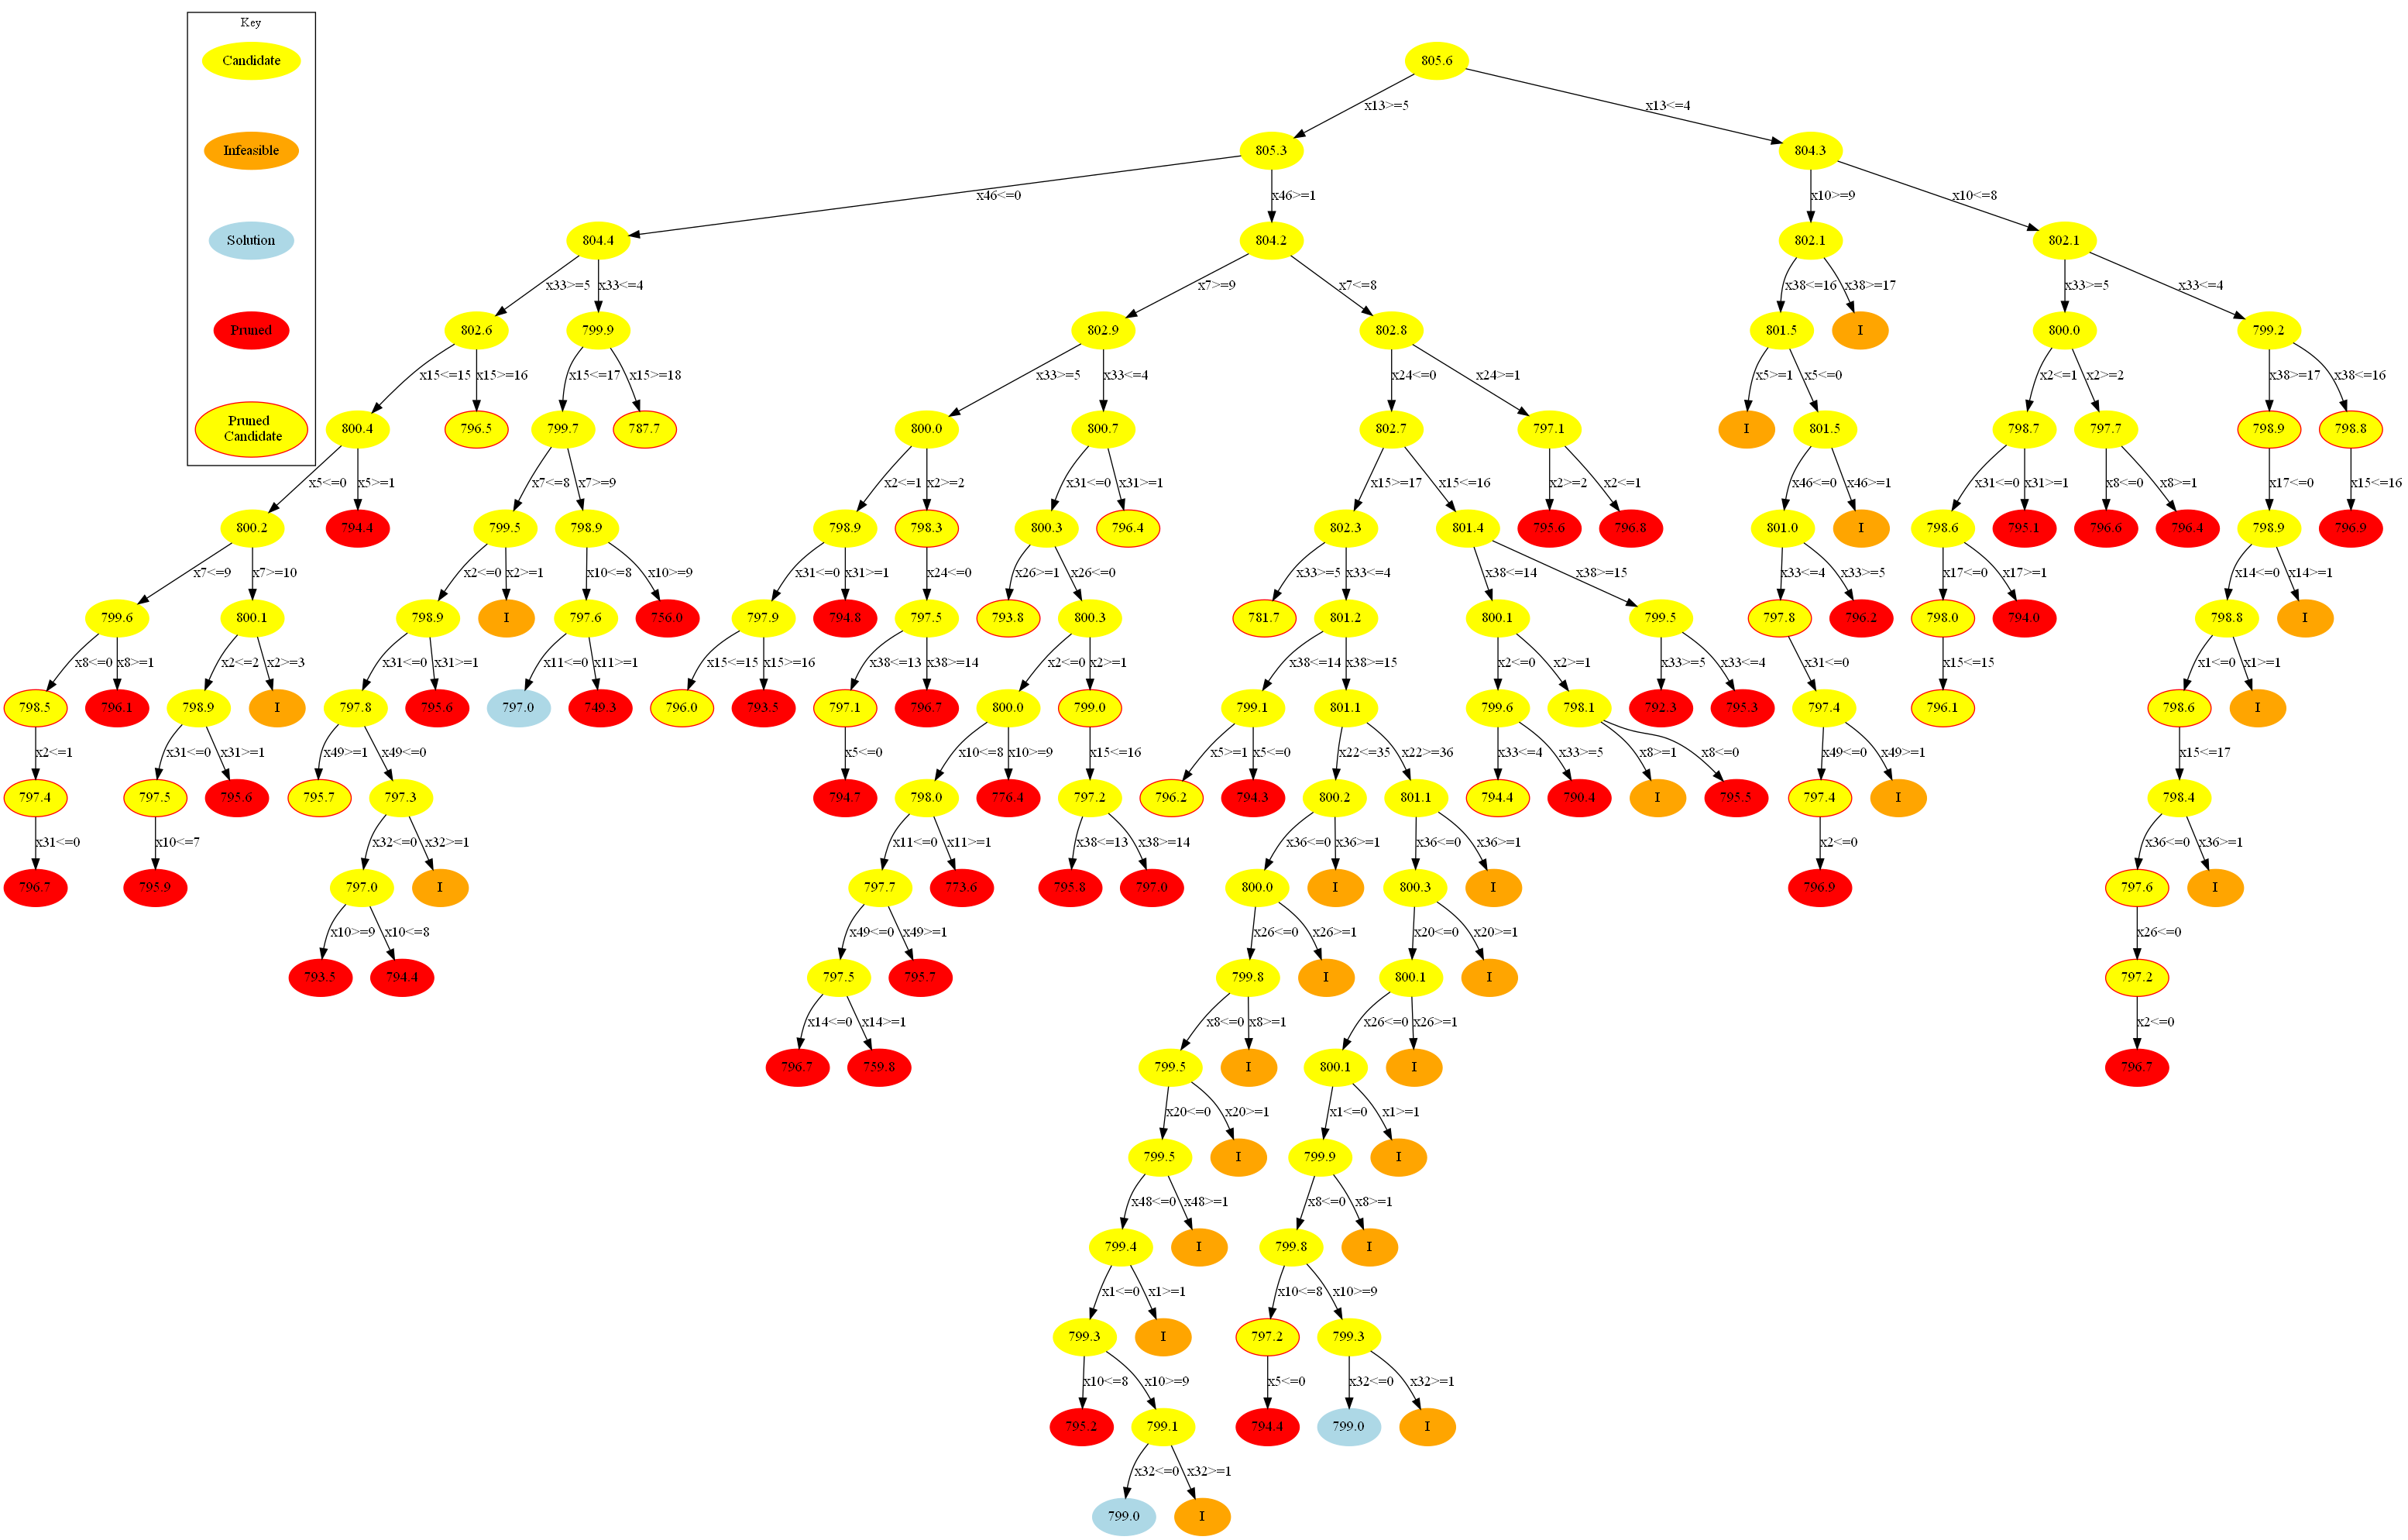 Key
805.6
Candidate
x13>=5
x13<=4
805.3
804.3
Infeasible
x46<=0
x46>=1
x10>=9
x10<=8
804.4
804.2
802.1
802.1
Solution
x33>=5
x33<=4
x7>=9
x7<=8
x38<=16
x38>=17
x33>=5
x33<=4
802.6
799.9
802.9
802.8
801.5
I
800.0
799.2
Pruned
x15<=15
x15>=16
x15<=17
x15>=18
x33>=5
x33<=4
x24<=0
x24>=1
x5>=1
x5<=0
x2<=1
x2>=2
x38>=17
x38<=16
Pruned
Candidate
800.4
796.5
799.7
787.7
800.0
800.7
802.7
797.1
I
801.5
798.7
797.7
798.9
798.8
x5<=0
x5>=1
x7<=8
x7>=9
x2<=1
x2>=2
x31<=0
x31>=1
x15>=17
x15<=16
x2>=2
x2<=1
x46<=0
x46>=1
x31<=0
x31>=1
x8<=0
x8>=1
x17<=0
x15<=16
800.2
794.4
799.5
798.9
798.9
798.3
800.3
796.4
802.3
801.4
795.6
796.8
801.0
I
798.6
795.1
796.6
796.4
798.9
796.9
x7<=9
x7>=10
x2<=0
x2>=1
x10<=8
x10>=9
x31<=0
x31>=1
x24<=0
x26>=1
x26<=0
x33>=5
x33<=4
x38<=14
x38>=15
x33<=4
x33>=5
x17<=0
x17>=1
x14<=0
x14>=1
799.6
800.1
798.9
I
797.6
756.0
797.9
794.8
797.5
793.8
800.3
781.7
801.2
800.1
799.5
797.8
796.2
798.0
794.0
798.8
I
x8<=0
x8>=1
x2<=2
x2>=3
x31<=0
x31>=1
x11<=0
x11>=1
x15<=15
x15>=16
x38<=13
x38>=14
x2<=0
x2>=1
x38<=14
x38>=15
x2<=0
x2>=1
x33>=5
x33<=4
x31<=0
x15<=15
x1<=0
x1>=1
798.5
796.1
798.9
I
797.8
795.6
797.0
749.3
796.0
793.5
797.1
796.7
800.0
799.0
799.1
801.1
799.6
798.1
792.3
795.3
797.4
796.1
798.6
I
x2<=1
x31<=0
x31>=1
x49>=1
x49<=0
x5<=0
x10<=8
x10>=9
x15<=16
x5>=1
x5<=0
x22<=35
x22>=36
x33<=4
x33>=5
x8>=1
x8<=0
x49<=0
x49>=1
x15<=17
797.4
797.5
795.6
795.7
797.3
794.7
798.0
776.4
797.2
796.2
794.3
800.2
801.1
794.4
790.4
I
795.5
797.4
I
798.4
x31<=0
x10<=7
x32<=0
x32>=1
x11<=0
x11>=1
x38<=13
x38>=14
x36<=0
x36>=1
x36<=0
x36>=1
x2<=0
x36<=0
x36>=1
796.7
795.9
797.0
I
797.7
773.6
795.8
797.0
800.0
I
800.3
I
796.9
797.6
I
x10>=9
x10<=8
x49<=0
x49>=1
x26<=0
x26>=1
x20<=0
x20>=1
x26<=0
793.5
794.4
797.5
795.7
799.8
I
800.1
I
797.2
x14<=0
x14>=1
x8<=0
x8>=1
x26<=0
x26>=1
x2<=0
796.7
759.8
799.5
I
800.1
I
796.7
x20<=0
x20>=1
x1<=0
x1>=1
799.5
I
799.9
I
x48<=0
x48>=1
x8<=0
x8>=1
799.4
I
799.8
I
x1<=0
x1>=1
x10<=8
x10>=9
799.3
I
797.2
799.3
x10<=8
x10>=9
x5<=0
x32<=0
x32>=1
795.2
799.1
794.4
799.0
I
x32<=0
x32>=1
799.0
I